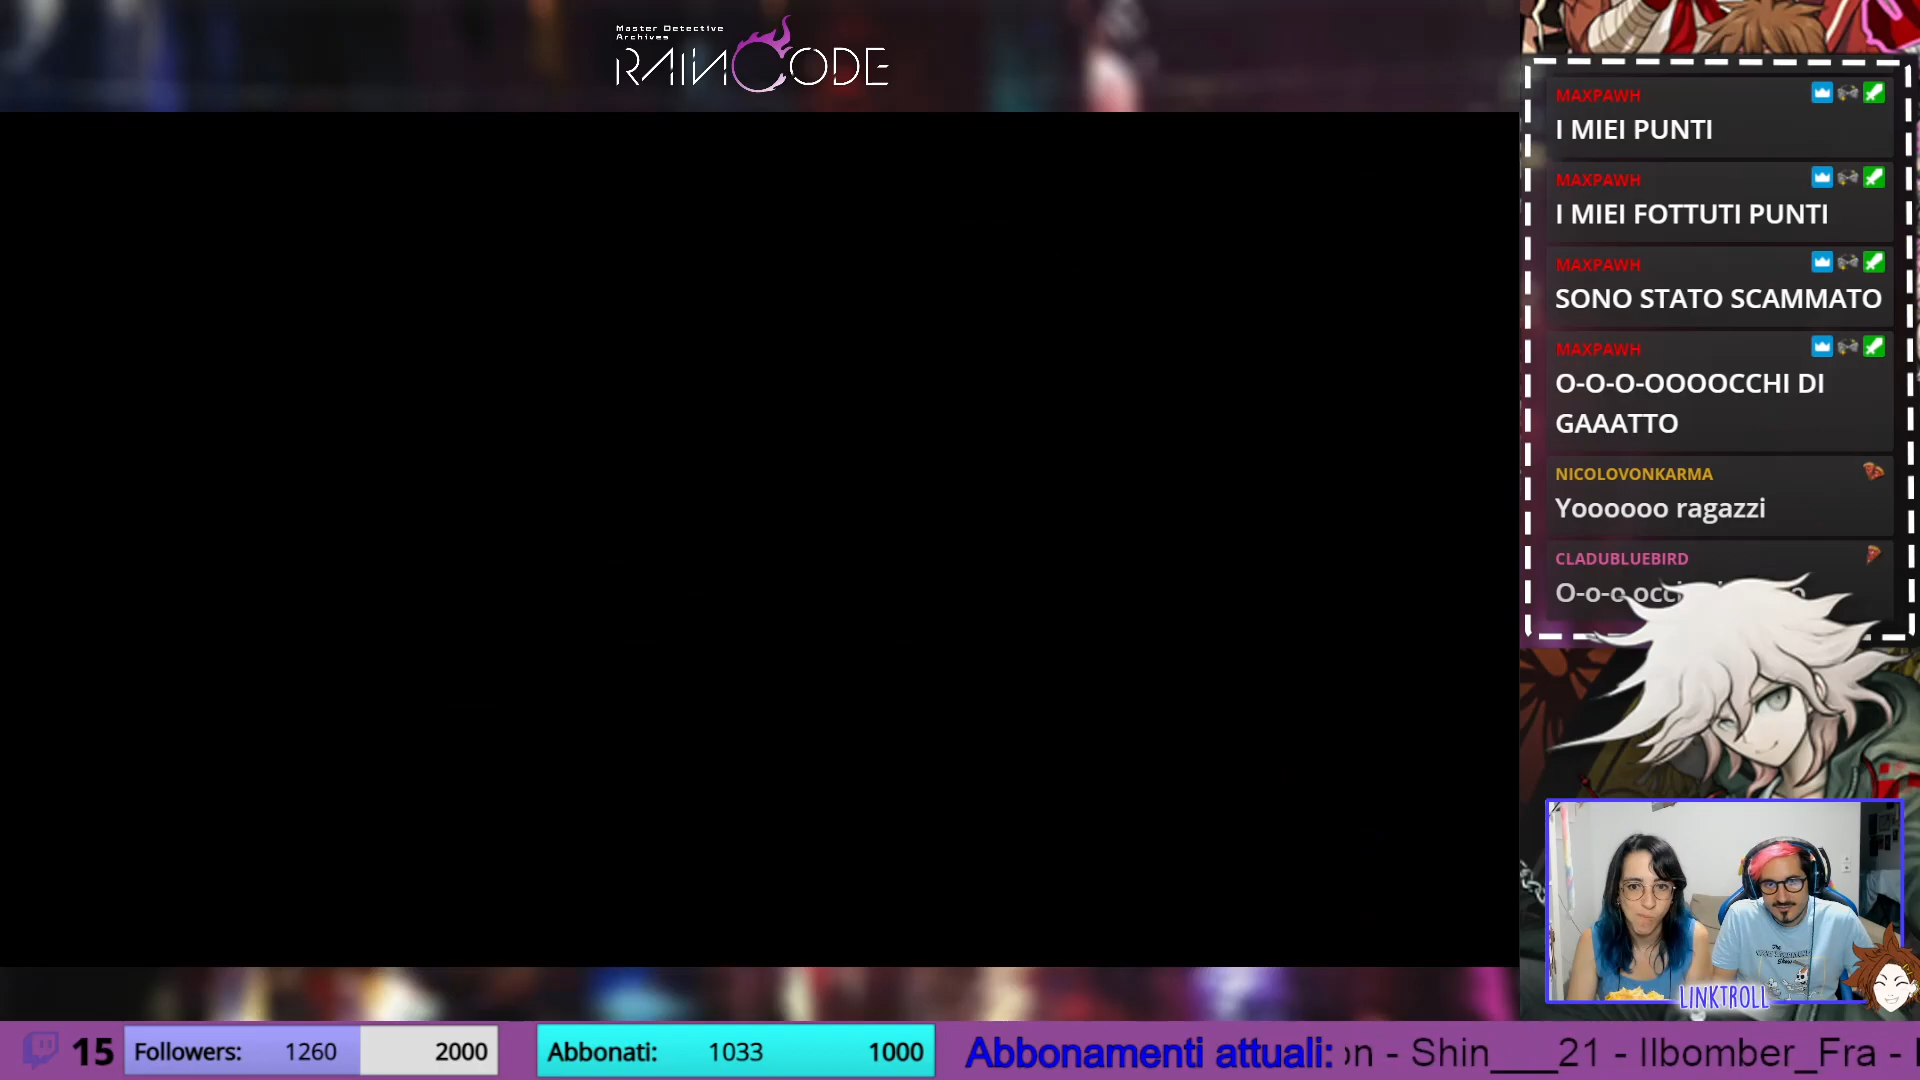 Master Detective
Archives
RAINCODE
MAXPAWH
I MIEI PUNTI
MAXPAWH
I MIEI FOTTUTI PUNTI
MAXPAWH
SONO STATO SCAMMATO
MAXPAWH
O-O-O-OOOOCCHI DI
GAAATTO
NICOLOVONKARMA
Yoooooo ragazzi
CLADUBLUEBIRD
O-o-o
LINKTROLL
15 Followers: 1260 2000 Abbonati: 1033 1000 Abbonamenti attuali: on - Shin___21 - Ilbomber_Fra -